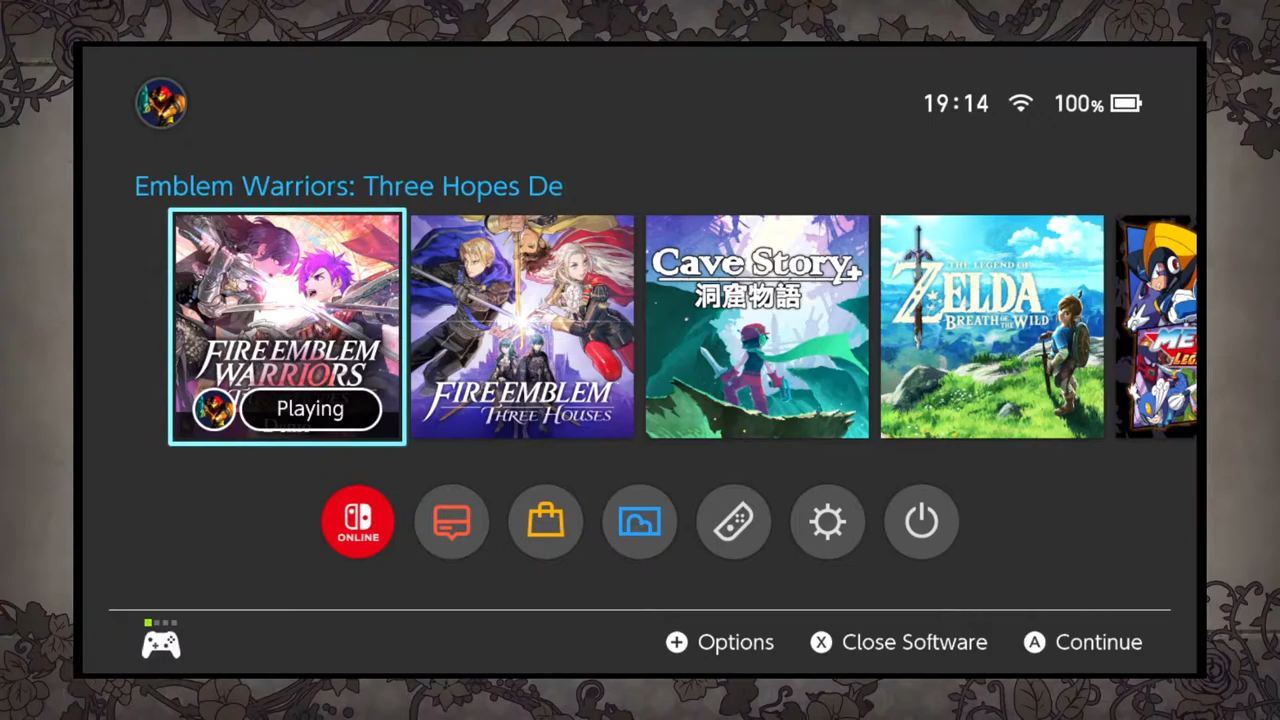 19:14 100%
Emblem Warriors: Three Hopes De
FIRE EMBLEM
WARRIORS
Playing
Demo
FIRE EMBLEM
THREE HOUSES
Cave Story+
洞窟物語
THE LEGEND OF
ZELDA
BREATH OF THE WILD
ONLINE
+ Options X Close Software A Continue